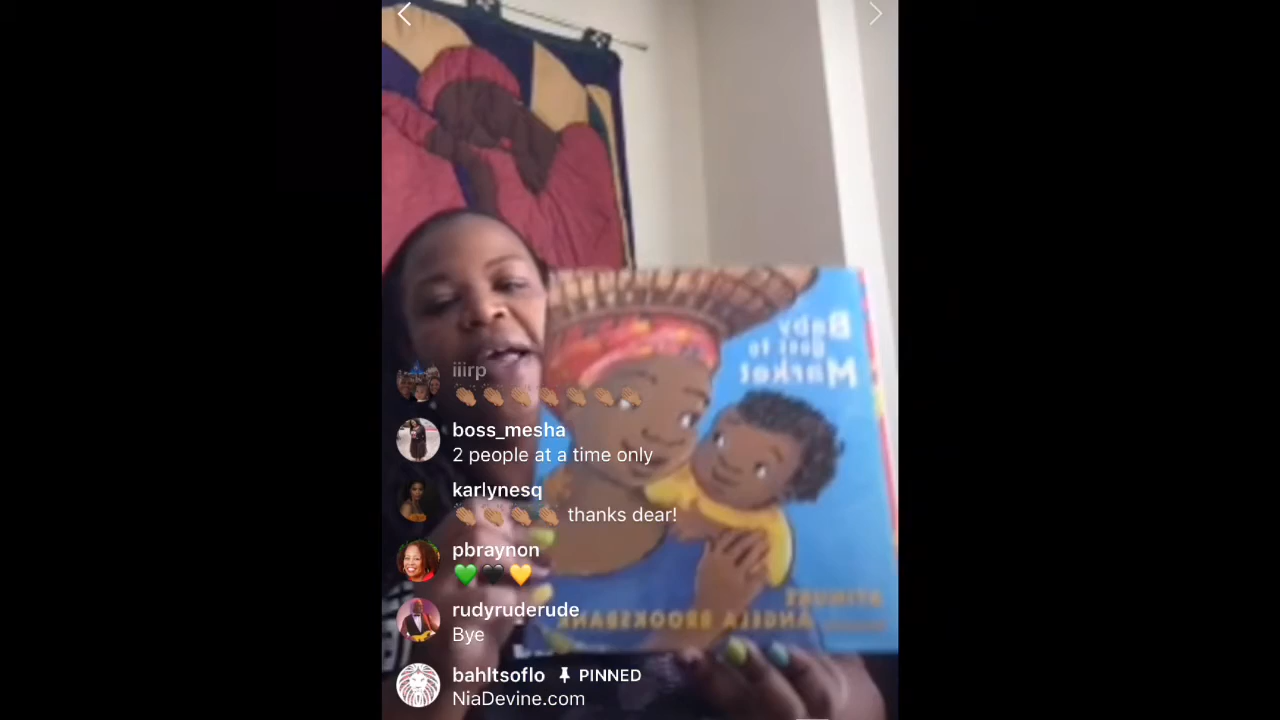 Baby
Goes to
Market
iiirp
👏🏽👏🏽👏🏽👏🏽👏🏽👏🏽👏🏽
boss_mesha
2 people at a time only
karlynesq
👏🏽👏🏽👏🏽👏🏽 thanks dear!
pbraynon
💚🖤💛
ATINUKE
ANGELA BROOKSBANK
rudyruderude
Bye
bahltsoflo PINNED
NiaDevine.com